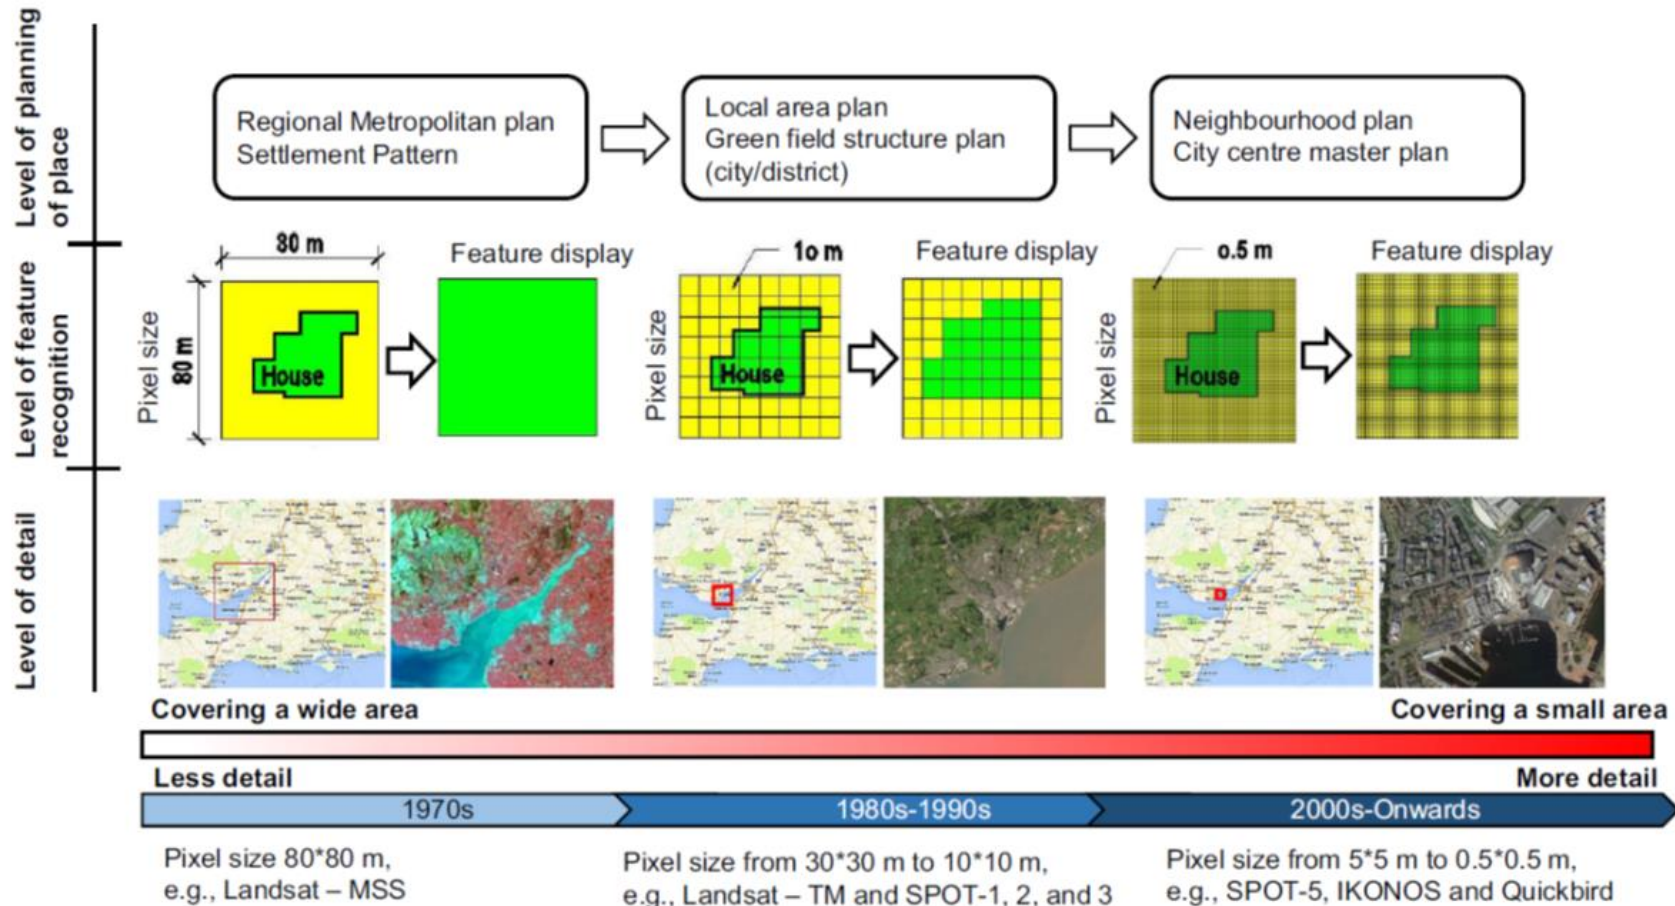 Level of planning
of place
Regional Metropolitan plan
Settlement Pattern
Local area plan
Green field structure plan
(city/district)
Neighbourhood plan
City centre master plan
Level of feature
recognition
80 m
Feature display
Pixel size
80 m
House
1o m
Feature display
Pixel size
House
o.5 m
Feature display
Pixel size
House
Level of detail
Covering a wide area
Covering a small area
Less detail
More detail
1970s
1980s-1990s
2000s-Onwards
Pixel size 80*80 m,
e.g., Landsat – MSS
Pixel size from 30*30 m to 10*10 m,
e.g., Landsat – TM and SPOT-1, 2, and 3
Pixel size from 5*5 m to 0.5*0.5 m,
e.g., SPOT-5, IKONOS and Quickbird